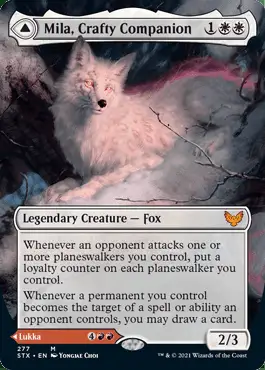 Mila, Crafty Companion 1
Legendary Creature — Fox
Whenever an opponent attacks one or
more planeswalkers you control, put a
loyalty counter on each planeswalker you
control.
Whenever a permanent you control
becomes the target of a spell or ability an
opponent controls, you may draw a card.
Lukka 4
2/3
277 M
STX • EN YONGJAE CHOI
™ & © 2021 Wizards of the Coast